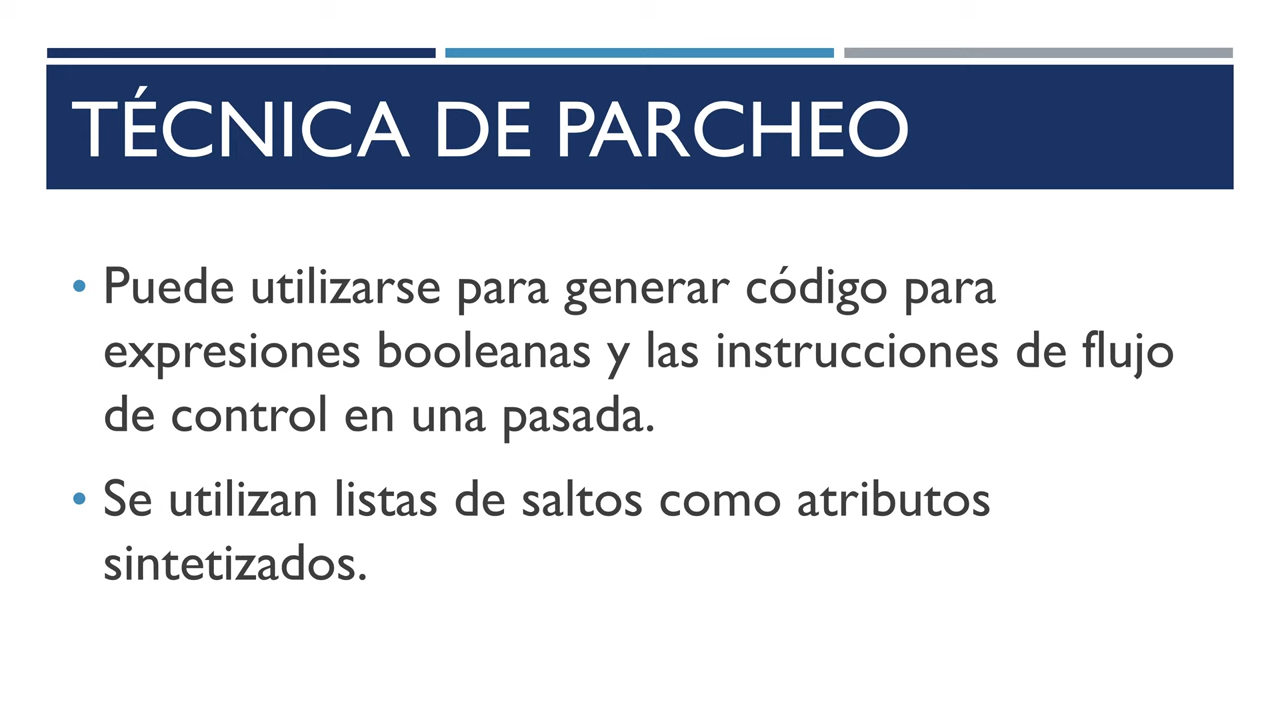 TÉCNICA DE PARCHEO
• Puede utilizarse para generar código para
expresiones booleanas y las instrucciones de flujo
de control en una pasada.
• Se utilizan listas de saltos como atributos
sintetizados.